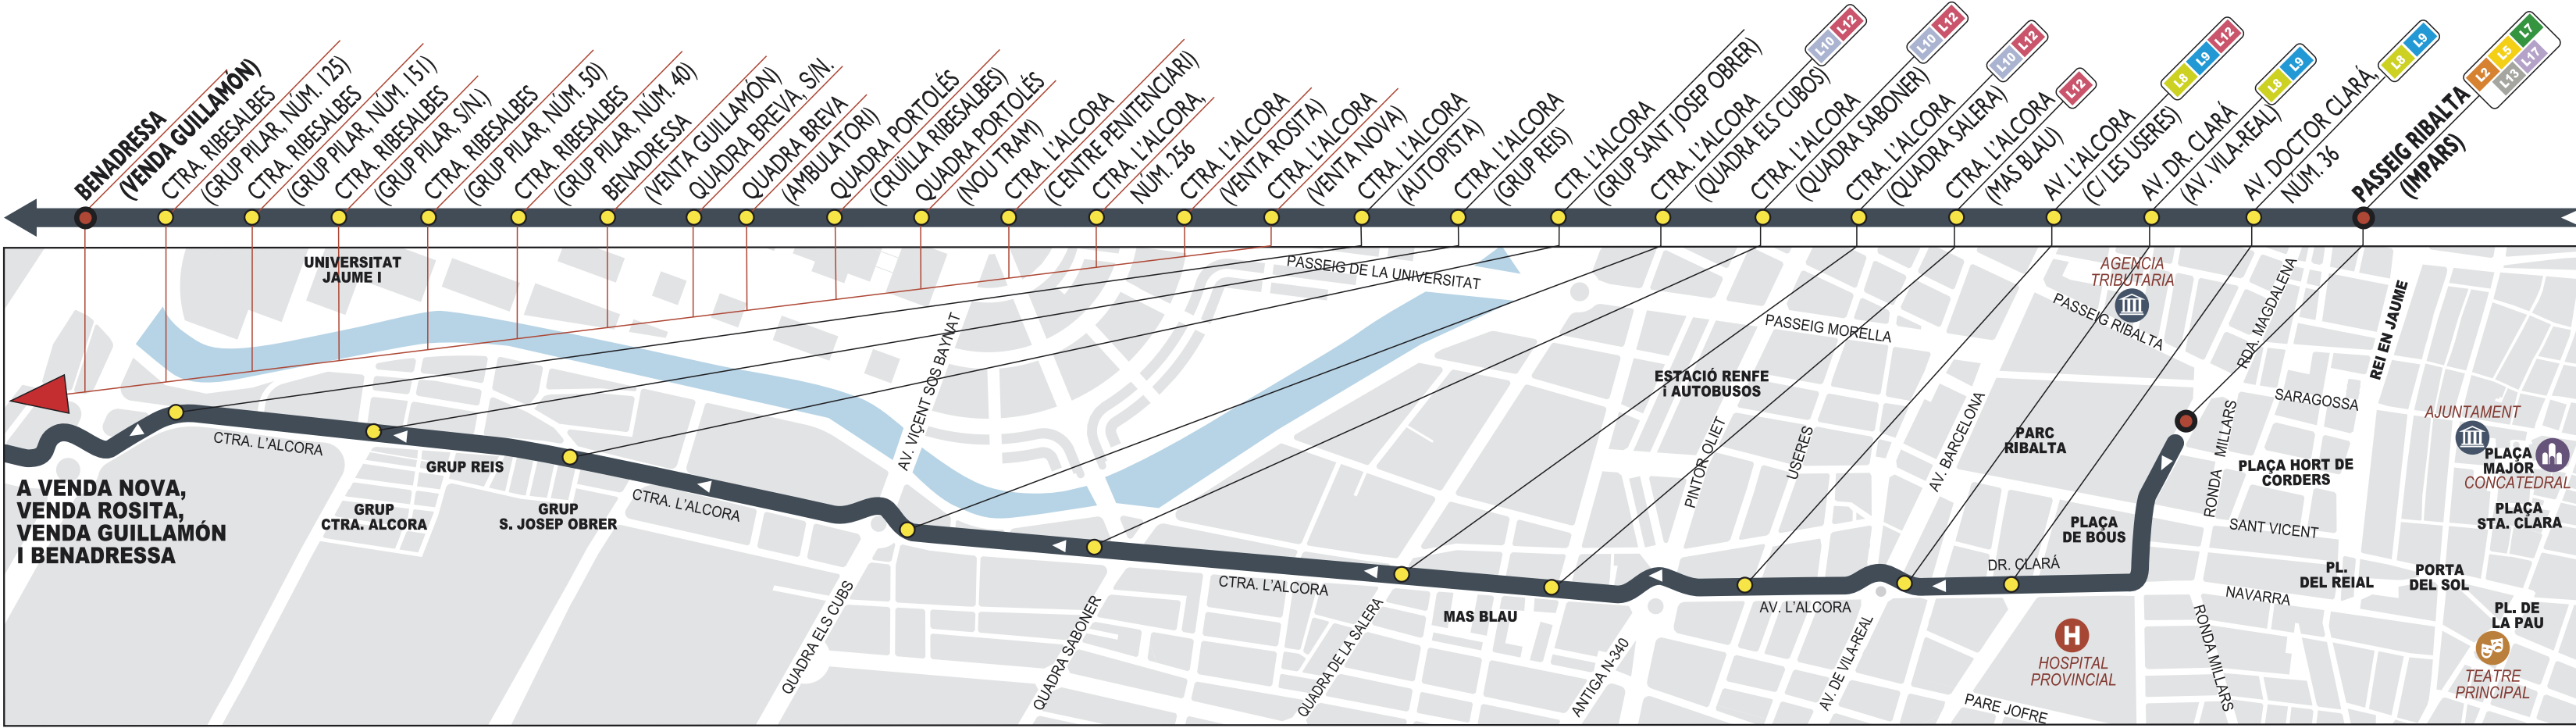 BENADRESSA
(VENDA GUILLAMÓN)
CTRA. RIBESALBES
(GRUP PILAR, NÚM. 125)
CTRA. RIBESALBES
(GRUP PILAR, NÚM. 151)
CTRA. RIBESALBES
(GRUP PILAR, S/N.)
CTRA. RIBESALBES
(GRUP PILAR, NÚM. 50)
CTRA. RIBESALBES
(GRUP PILAR, NÚM. 40)
BENADRESSA
(VENTA GUILLAMÓN)
QUADRA BREVA, S/N.
QUADRA BREVA
(AMBULATORI)
QUADRA PORTOLÉS
(CRUÏLLA RIBESALBES)
QUADRA PORTOLÉS
(NOU TRAM)
CTRA. L'ALCORA
(CENTRE PENITENCIARI)
CTRA. L'ALCORA,
NÚM. 256
CTRA. L'ALCORA
(VENTA ROSITA)
CTRA. L'ALCORA
(VENTA NOVA)
CTRA. L'ALCORA
(AUTOPISTA)
CTRA. L'ALCORA
(GRUP REIS)
CTR. L'ALCORA
(GRUP SANT JOSEP OBRER)
CTRA. L'ALCORA
(QUADRA ELS CUBOS)
L10 L12
CTRA. L'ALCORA
(QUADRA SABONER)
L10 L12
CTRA. L'ALCORA
(QUADRA SALERA)
L10 L12
CTRA. L'ALCORA
(MAS BLAU)
L12
AV. L'ALCORA
(C/ LES USERES)
L8 L9 L12
AV. DR. CLARÁ
(AV. VILA-REAL)
L8 L9
AV. DOCTOR CLARÁ,
NÚM. 36
L8 L9
PASSEIG RIBALTA
(IMPARS)
L2 L5 L7
L13 L17
UNIVERSITAT
JAUME I
PASSEIG DE LA UNIVERSITAT
AGENCIA
TRIBUTARIA
PASSEIG RIBALTA
RDA. MAGDALENA
REI EN JAUME
PASSEIG MORELLA
AV. VIÇENT SOS BAYNAT
ESTACIÓ RENFE
I AUTOBUSOS
PINTOR OLIET
USERES
AV. BARCELONA
PARC
RIBALTA
SARAGOSSA
RONDA MILLARS
AJUNTAMENT
PLAÇA
MAJOR
CONCATEDRAL
PLAÇA HORT DE
CORDERS
PLAÇA
STA. CLARA
CTRA. L'ALCORA
GRUP REIS
A VENDA NOVA,
VENDA ROSITA,
VENDA GUILLAMÓN
I BENADRESSA
GRUP
CTRA. ALCORA
GRUP
S. JOSEP OBRER
CTRA. L'ALCORA
PLAÇA
DE BOUS
SANT VICENT
DR. CLARÁ
PL.
DEL REIAL
PORTA
DEL SOL
NAVARRA
PL. DE
LA PAU
QUADRA ELS CUBS
QUADRA SABONER
CTRA. L'ALCORA
QUADRA DE LA SALERA
MAS BLAU
ANTIGA N-340
AV. L'ALCORA
AV. DE VILA-REAL
H
HOSPITAL
PROVINCIAL
PARE JOFRE
RONDA MILLARS
TEATRE
PRINCIPAL